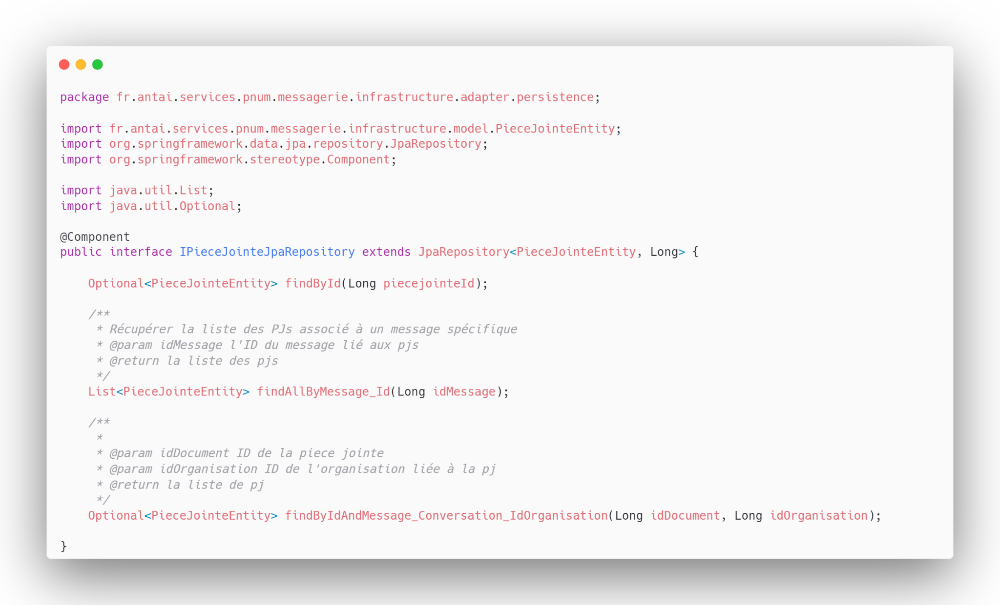 package fr.antai.services.pnum.messagerie.infrastructure.adapter.persistence;
import fr.antai.services.pnum.messagerie.infrastructure.model.PieceJointeEntity;
import org.springframework.data.jpa.repository.JpaRepository;
import org.springframework.stereotype.Component;
import java.util.List;
import java.util.Optional;
@Component
public interface IPieceJointeJpaRepository extends JpaRepository<PieceJointeEntity, Long> {
    Optional<PieceJointeEntity> findById(Long piecejointeId);
    /**
     * Récupérer la liste des PJs associé à un message spécifique
     * @param idMessage l'ID du message lié aux pjs
     * @return la liste des pjs
     */
    List<PieceJointeEntity> findAllByMessage_Id(Long idMessage);
    /**
     *
     * @param idDocument ID de la piece jointe
     * @param idOrganisation ID de l'organisation liée à la pj
     * @return la liste de pj
     */
    Optional<PieceJointeEntity> findByIdAndMessage_Conversation_IdOrganisation(Long idDocument, Long idOrganisation);
}